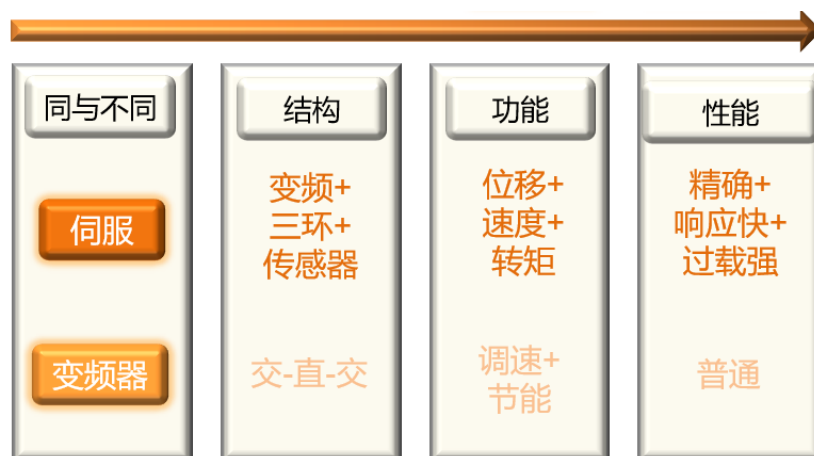 同与不同
结构
功能
性能
伺服
变频+
三环+
传感器
位移+
速度+
转矩
精确+
响应快+
过载强
变频器
交-直-交
调速+
节能
普通